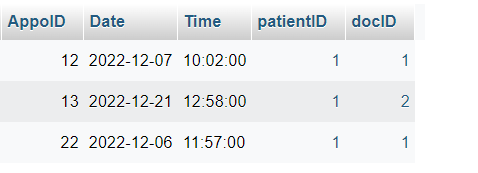 AppoID Date Time patientID docID
12 2022-12-07 10:02:00 1 1
13 2022-12-21 12:58:00 1 2
22 2022-12-06 11:57:00 1 1